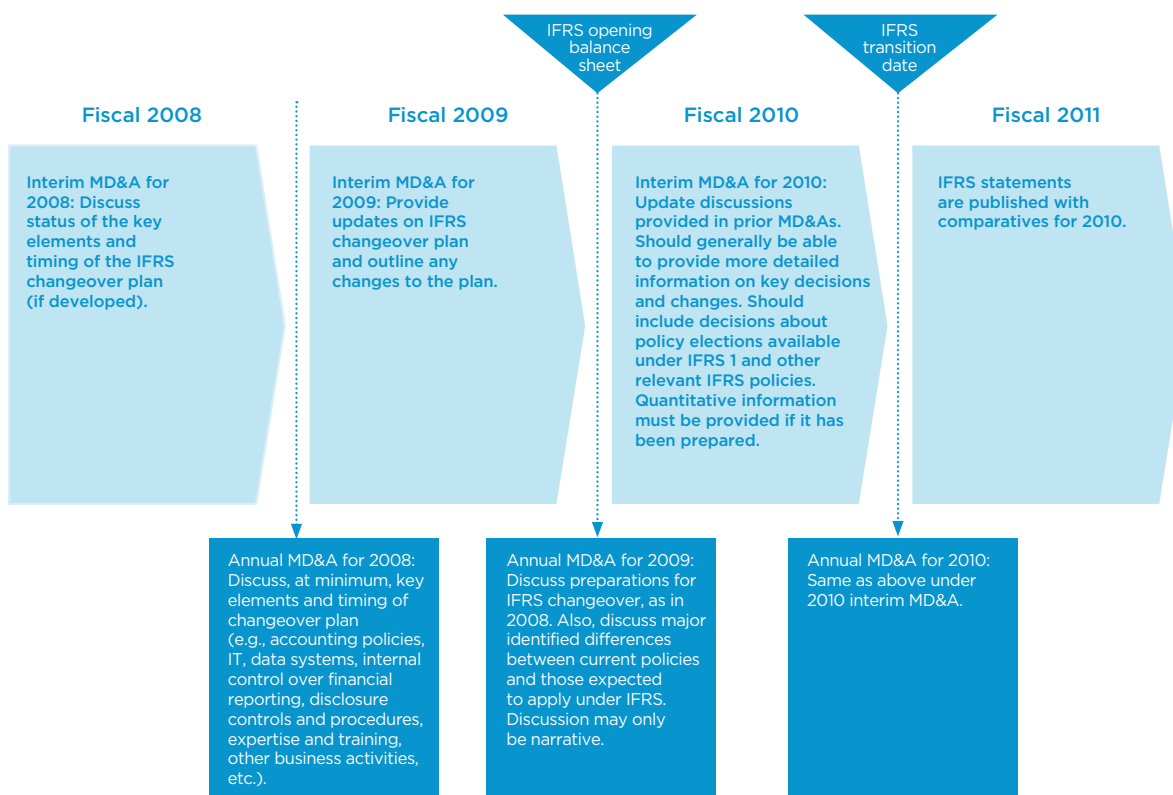 IFRS opening
balance
sheet
IFRS
transition
date
Fiscal 2008
Fiscal 2009
Fiscal 2010
Fiscal 2011
Interim MD&A for
2008: Discuss
status of the key
elements and
timing of the IFRS
changeover plan
(if developed).
Interim MD&A for
2009: Provide
updates on IFRS
changeover plan
and outline any
changes to the plan.
Interim MD&A for 2010:
Update discussions
provided in prior MD&As.
Should generally be able
to provide more detailed
information on key decisions
and changes. Should
include decisions about
policy elections available
under IFRS 1 and other
relevant IFRS policies.
Quantitative information
must be provided if it has
been prepared.
IFRS statements
are published with
comparatives for 2010.
Annual MD&A for 2008:
Discuss, at minimum, key
elements and timing of
changeover plan
(e.g., accounting policies,
IT, data systems, internal
control over financial
reporting, disclosure
controls and procedures,
expertise and training,
other business activities,
etc.).
Annual MD&A for 2009:
Discuss preparations for
IFRS changeover, as in
2008. Also, discuss major
identified differences
between current policies
and those expected
to apply under IFRS.
Discussion may only
be narrative.
Annual MD&A for 2010:
Same as above under
2010 interim MD&A.